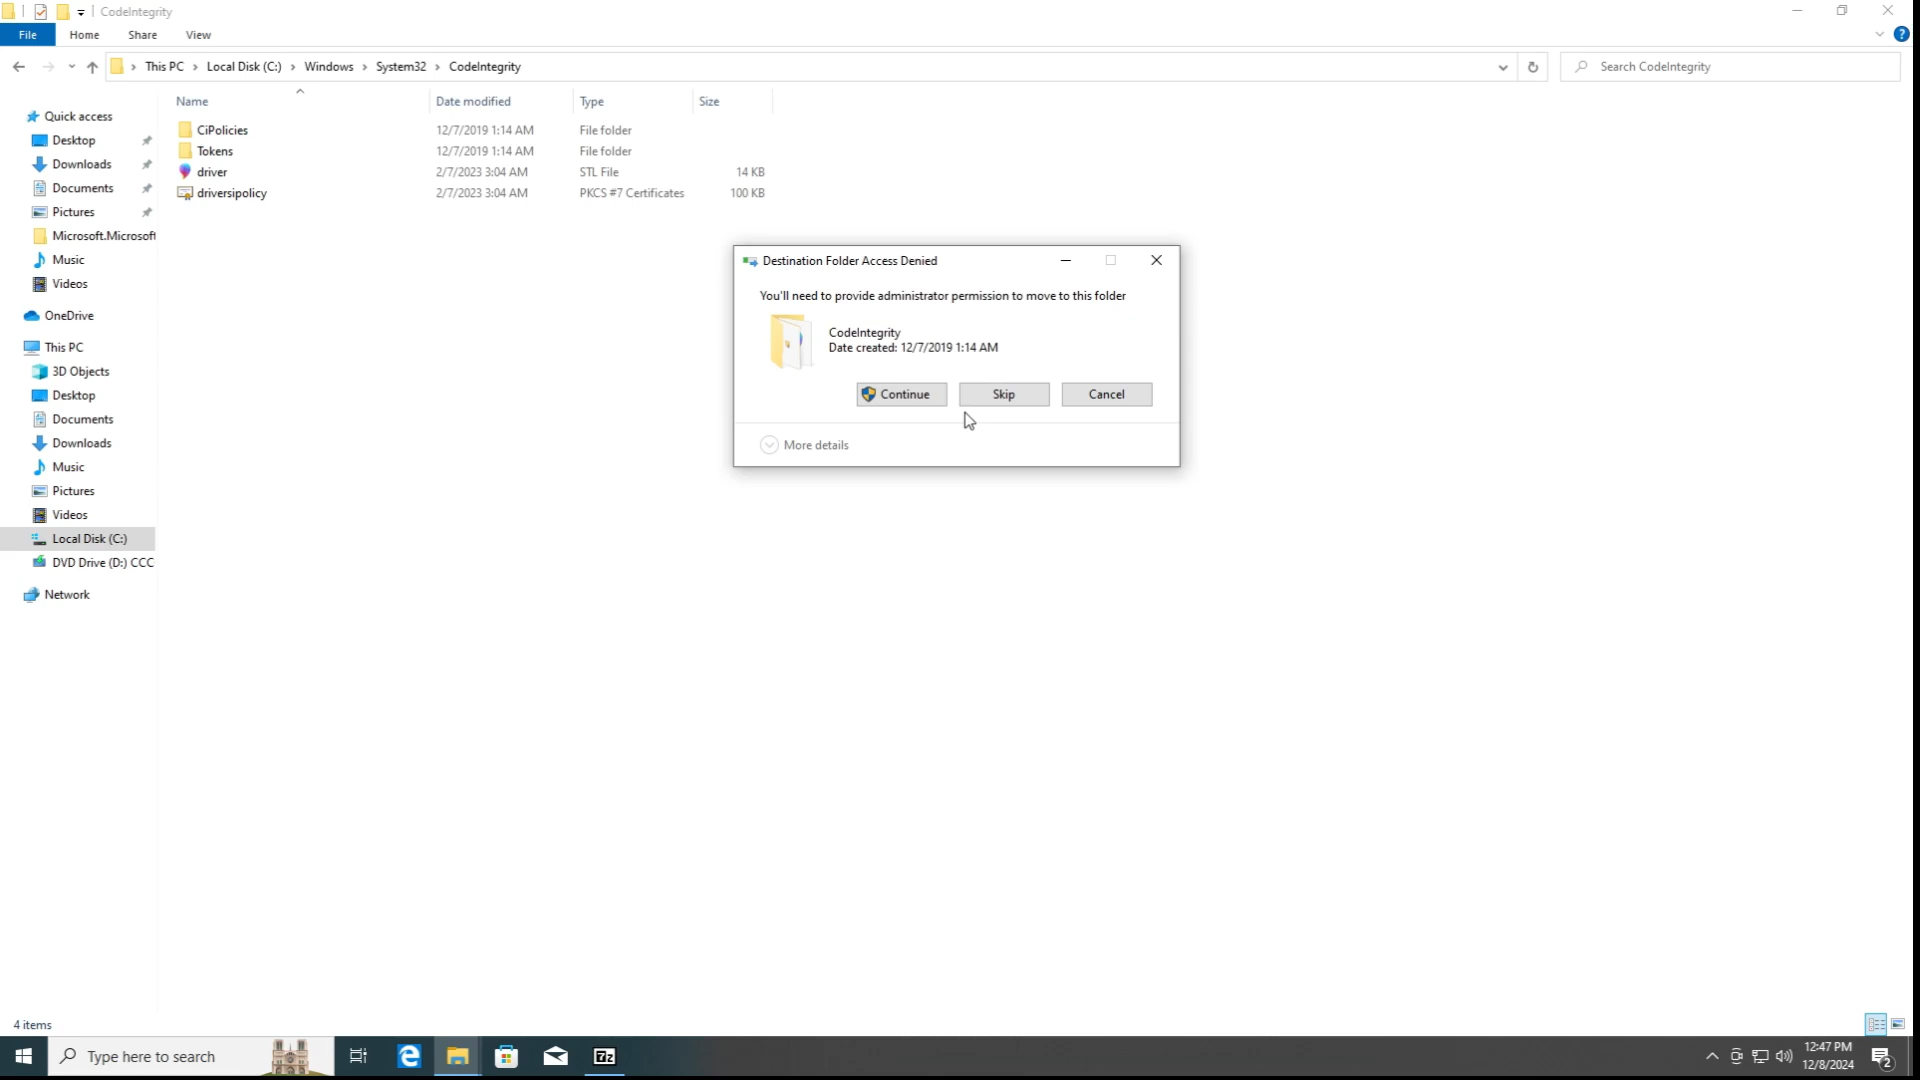 CodeIntegrity
File
Home
Share
View
?
This PC
Local Disk (C:)
Windows
System32
CodeIntegrity
Search CodeIntegrity
Name
Date modified
Type
Size
Quick access
Desktop
Downloads
Documents
Pictures
Microsoft.Microsoft
Music
Videos
OneDrive
This PC
3D Objects
Desktop
Documents
Downloads
Music
Pictures
Videos
Local Disk (C:)
DVD Drive (D:) CCC
Network
CiPolicies 12/7/2019 1:14 AM File folder
Tokens 12/7/2019 1:14 AM File folder
driver 2/7/2023 3:04 AM STL File 14 KB
driversipolicy 2/7/2023 3:04 AM PKCS #7 Certificates 100 KB
Destination Folder Access Denied
You'll need to provide administrator permission to move to this folder
CodeIntegrity
Date created: 12/7/2019 1:14 AM
Continue
Skip
Cancel
More details
4 items
Type here to search
7z
12:47 PM
12/8/2024
2